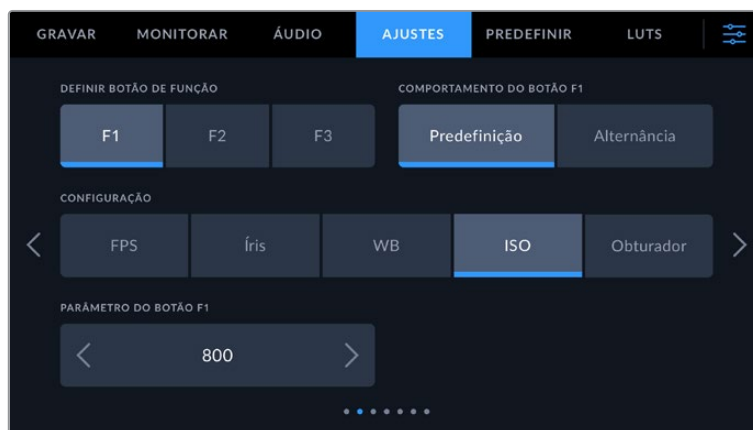 GRAVAR MONITORAR ÁUDIO AJUSTES PREDEFINIR LUTS
DEFINIR BOTÃO DE FUNÇÃO COMPORTAMENTO DO BOTÃO F1
F1 F2 F3 Predefinição Alternância
CONFIGURAÇÃO
FPS Íris WB ISO Obturador
PARÂMETRO DO BOTÃO F1
800